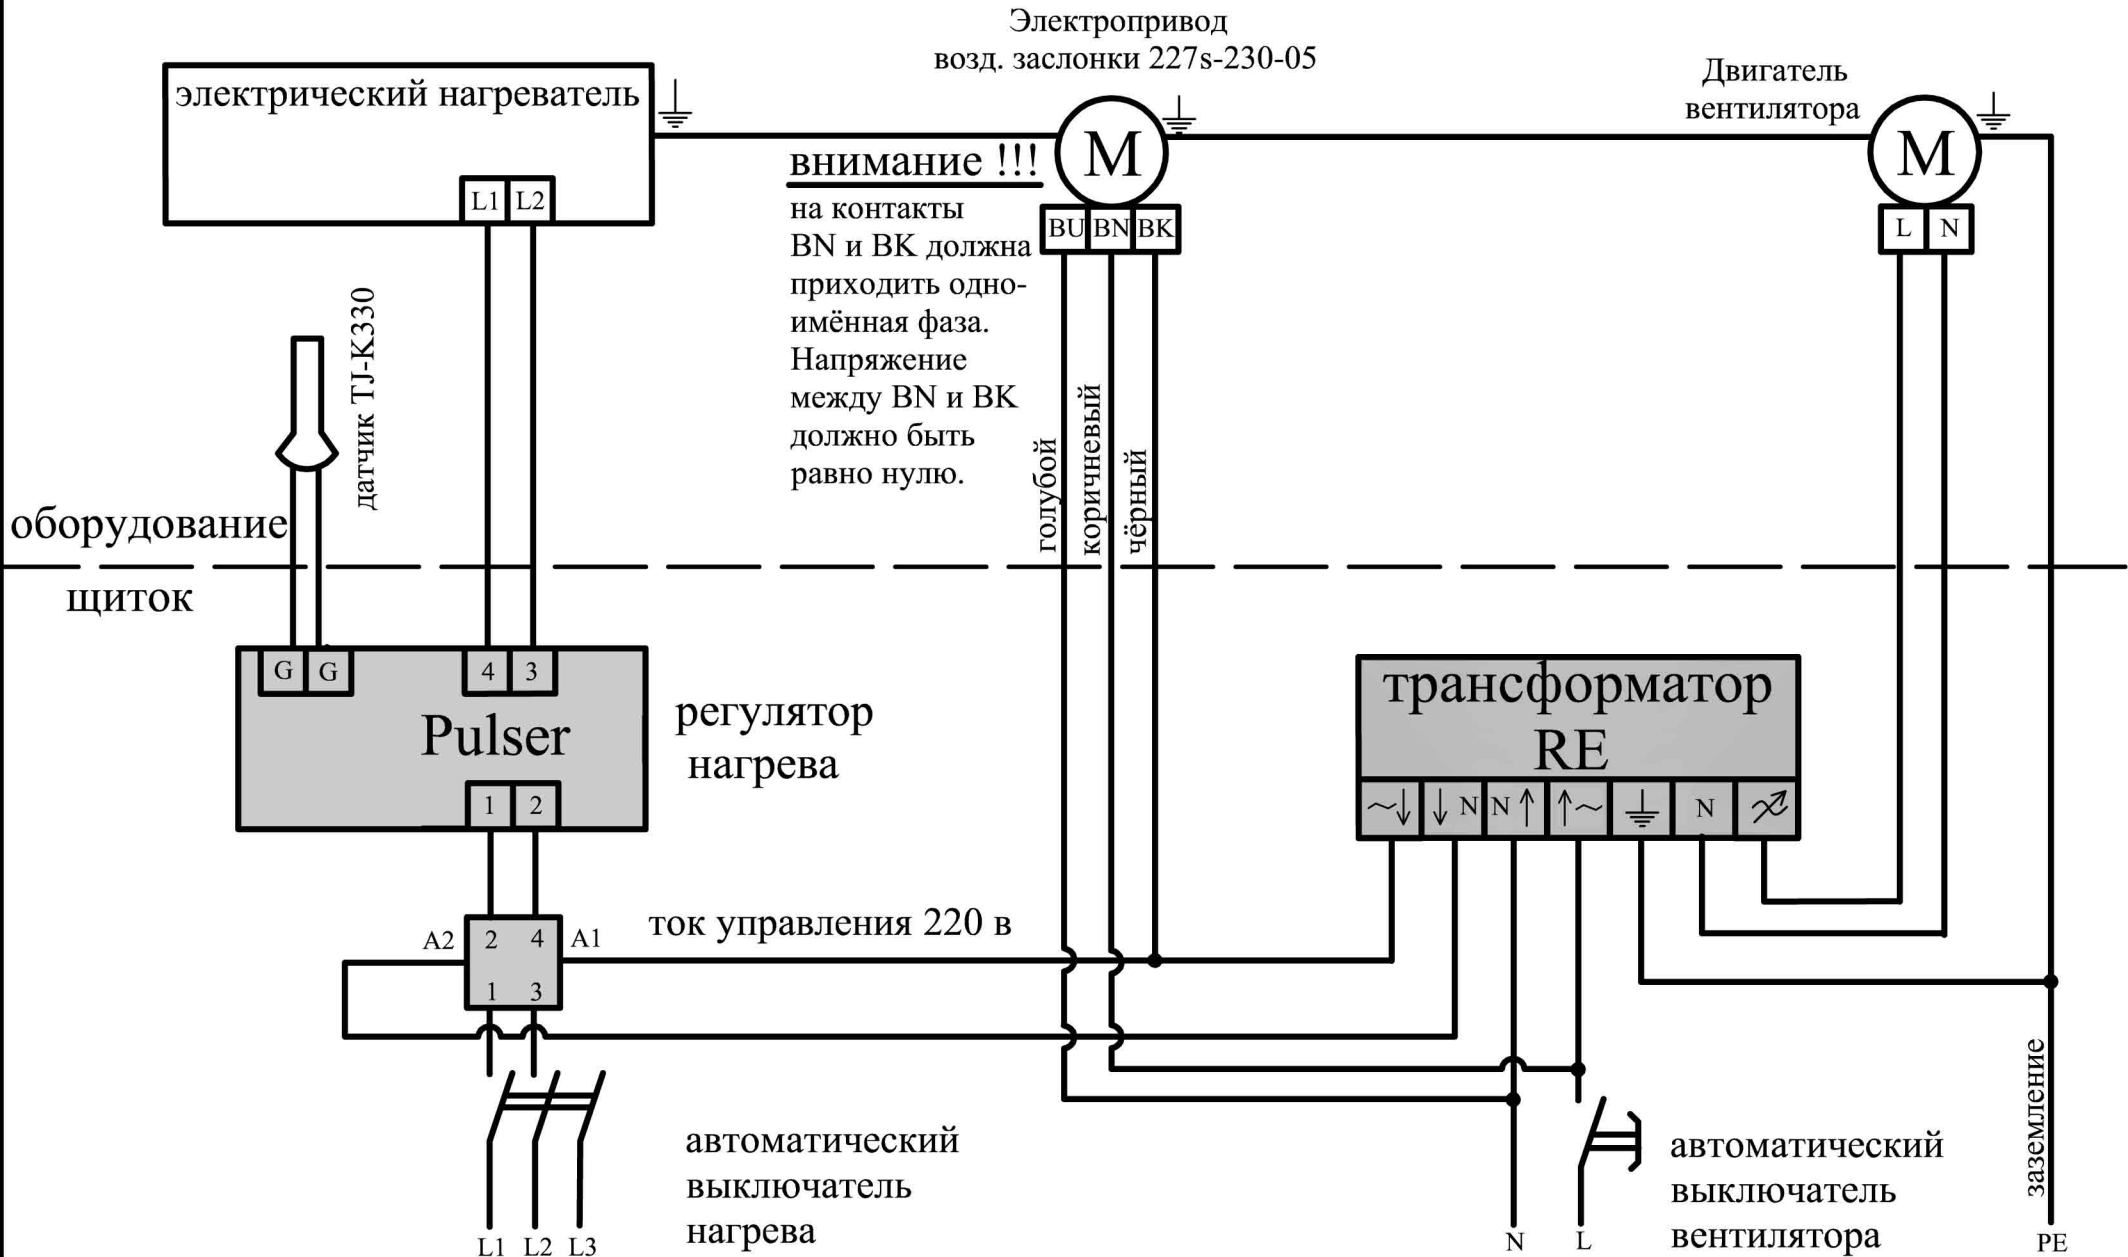 Электропривод
возд. заслонки 227s-230-05
Двигатель
вентилятора
электрический нагреватель
M
M
L1 L2
BU BN BK
L N
внимание !!!
на контакты
BN и BK должна
приходить одно-
имённая фаза.
Напряжение
между BN и BK
должно быть
равно нулю.
датчик TJ-K330
голубой
коричневый
чёрный
оборудование
щиток
G G
4 3
Pulser
1 2
регулятор
нагрева
трансформатор
RE
~↓ ↓ N N ↑ ↑~ N
ток управления 220 в
A2 2 4 A1
1 3
заземление
автоматический
выключатель
нагрева
автоматический
выключатель
вентилятора
L1 L2 L3
N L PE